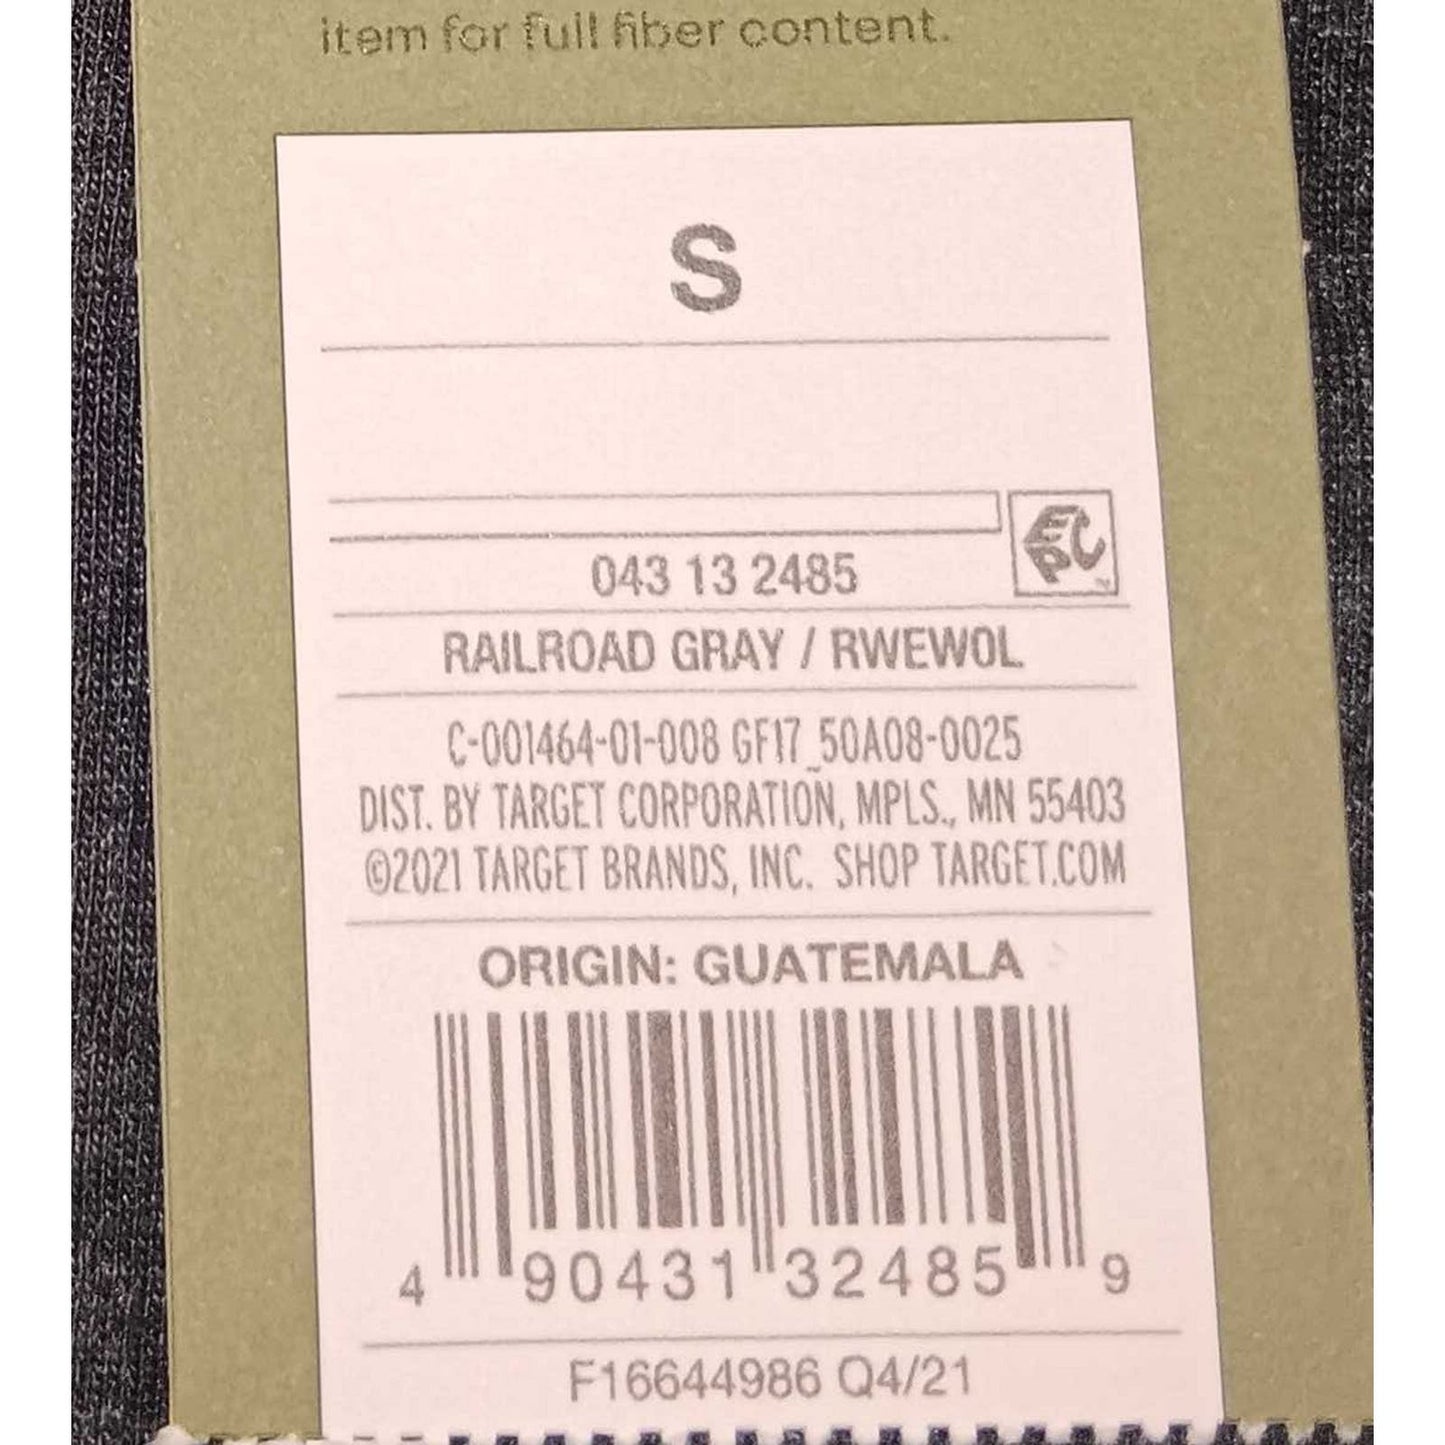 item for full fiber content.
S
EPC
™
043 13 2485
RAILROAD GRAY / RWEWOL
C-001464-01-008 GF17_50A08-0025
DIST. BY TARGET CORPORATION, MPLS., MN 55403
©2021 TARGET BRANDS, INC. SHOP TARGET.COM
ORIGIN: GUATEMALA
4 90431 32485 9
F16644986 Q4/21